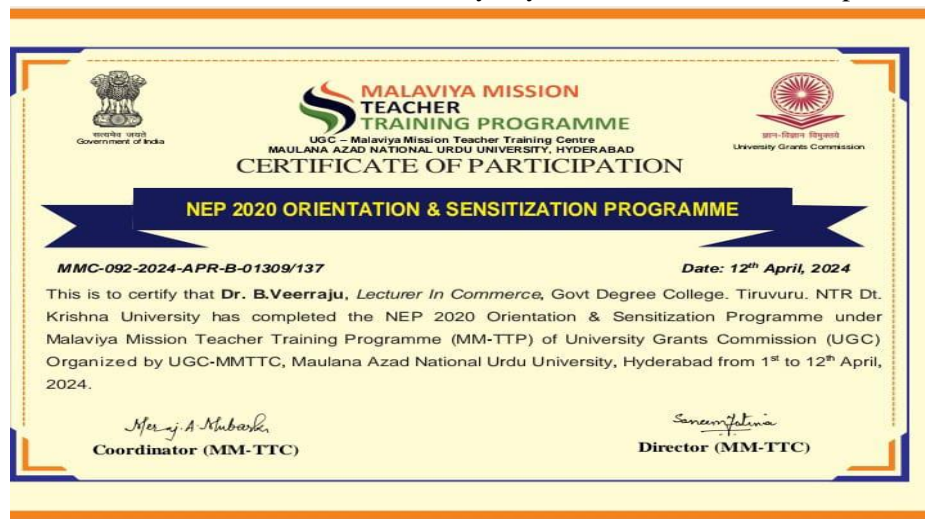 सत्यमेव जयते
Government of India
MALAVIYA MISSION
TEACHER
TRAINING PROGRAMME
UGC – Malaviya Mission Teacher Training Centre
MAULANA AZAD NATIONAL URDU UNIVERSITY, HYDERABAD
ज्ञान-विज्ञान विमुक्तये
University Grants Commission
CERTIFICATE OF PARTICIPATION
NEP 2020 ORIENTATION & SENSITIZATION PROGRAMME
MMC-092-2024-APR-B-01309/137 Date: 12th April, 2024
This is to certify that Dr. B.Veerraju, Lecturer In Commerce, Govt Degree College. Tiruvuru. NTR Dt.
Krishna University has completed the NEP 2020 Orientation & Sensitization Programme under
Malaviya Mission Teacher Training Programme (MM-TTP) of University Grants Commission (UGC)
Organized by UGC-MMTTC, Maulana Azad National Urdu University, Hyderabad from 1st to 12th April,
2024.
Coordinator (MM-TTC) Director (MM-TTC)